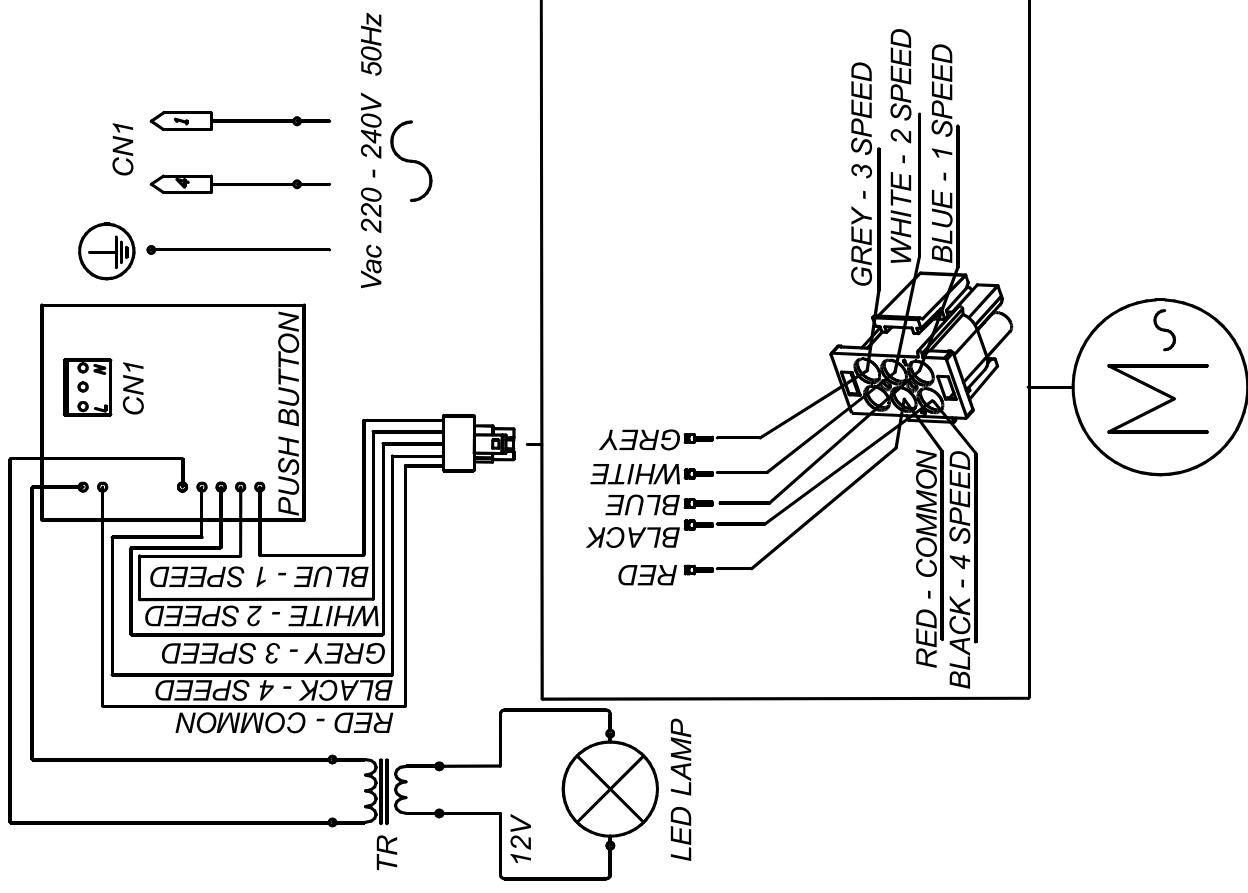 CN1
1
4
Vac 220 - 240V 50Hz
L N
CN1
PUSH BUTTON
BLUE - 1 SPEED
WHITE - 2 SPEED
GREY - 3 SPEED
BLACK - 4 SPEED
RED - COMMON
TR
12V
LED LAMP
GREY
WHITE
BLUE
BLACK
RED
GREY - 3 SPEED
WHITE - 2 SPEED
BLUE - 1 SPEED
RED - COMMON
BLACK - 4 SPEED
M